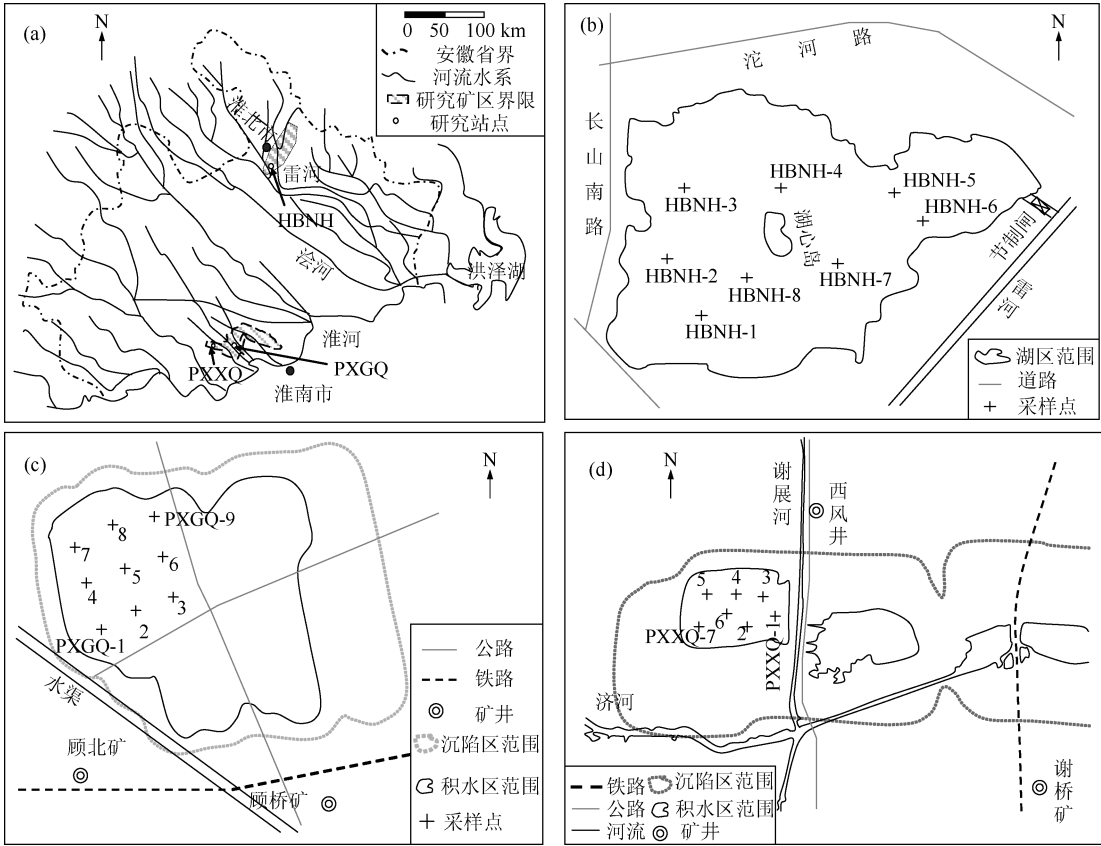 (a)
N
0 50 100 km
安徽省界
河流水系
研究矿区界限
研究站点
淮北市
雷河
HBNH
浍河
洪泽湖
淮河
PXXQ
PXGQ
淮南市
(b)
N
沱河路
长山南路
HBNH-4
HBNH-5
HBNH-3
HBNH-6
湖心岛
节制闸
HBNH-2
HBNH-7
HBNH-8
雷河
HBNH-1
湖区范围
道路
采样点
(c)
N
PXGQ-9
8
7
6
5
4
3
2
PXGQ-1
水渠
顾北矿
顾桥矿
公路
铁路
矿井
沉陷区范围
积水区范围
采样点
(d)
N
谢展河
西风井
5 4 3
6
PXXQ-7
2
PXXQ-1
济河
谢桥矿
铁路
沉陷区范围
公路
积水区范围
河流
矿井